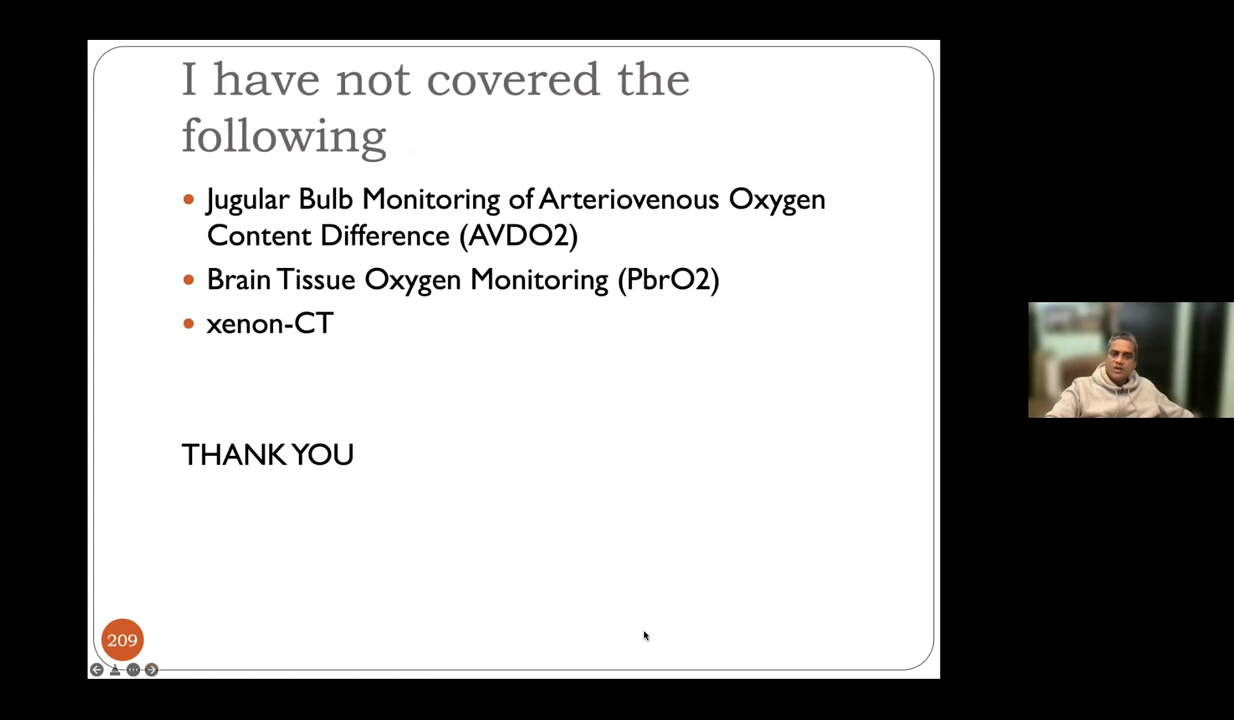 I have not covered the
following
Jugular Bulb Monitoring of Arteriovenous Oxygen
Content Difference (AVDO2)
Brain Tissue Oxygen Monitoring (PbrO2)
xenon-CT
THANK YOU
209